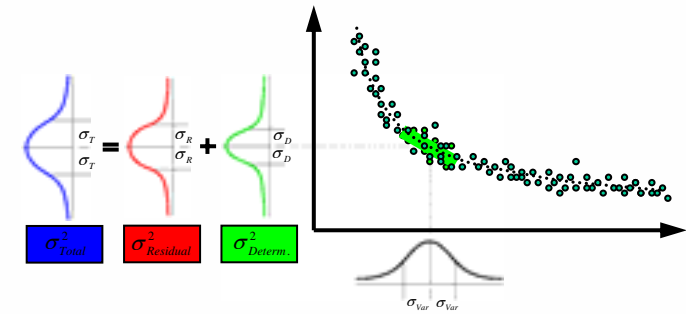 σ_T = σ_R + σ_D
σ_T σ_R σ_D
σ²_Total σ²_Residual σ²_Determ.
σ_Var σ_Var